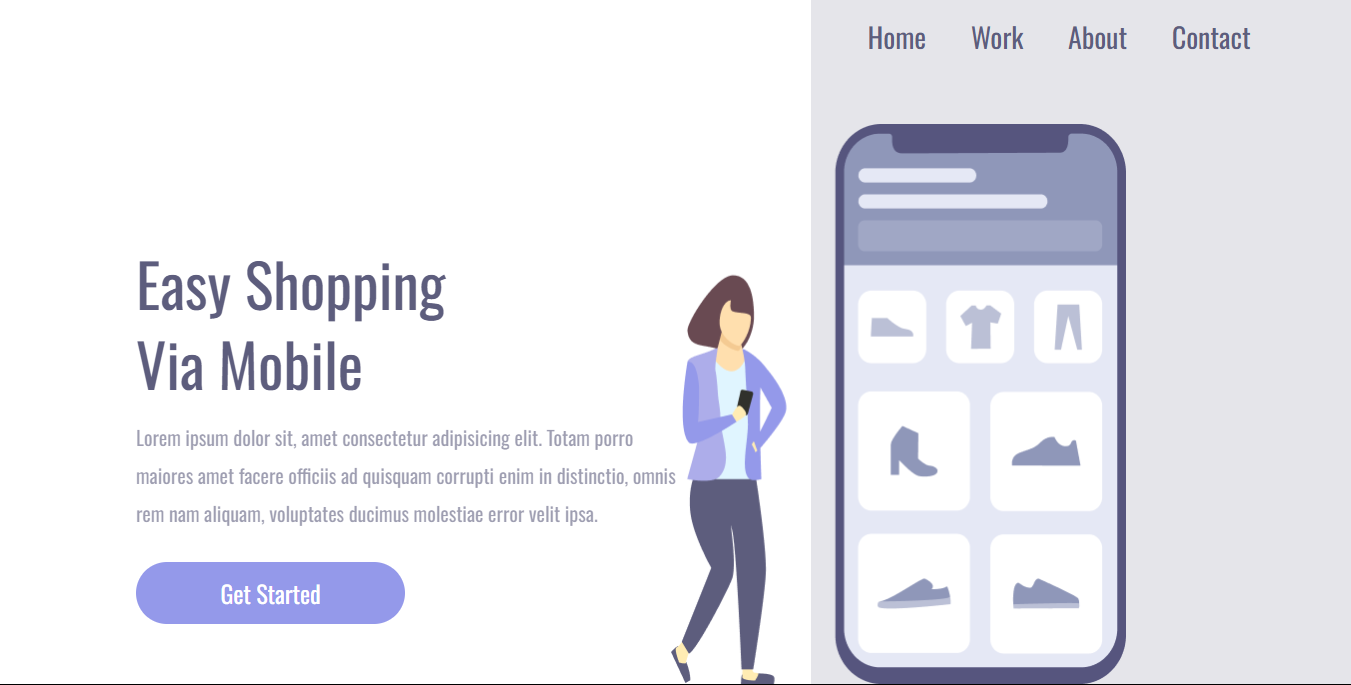 Home Work About Contact
Easy Shopping
Via Mobile
Lorem ipsum dolor sit, amet consectetur adipisicing elit. Totam porro
maiores amet facere officiis ad quisquam corrupti enim in distinctio, omnis
rem nam aliquam, voluptates ducimus molestiae error velit ipsa.
Get Started